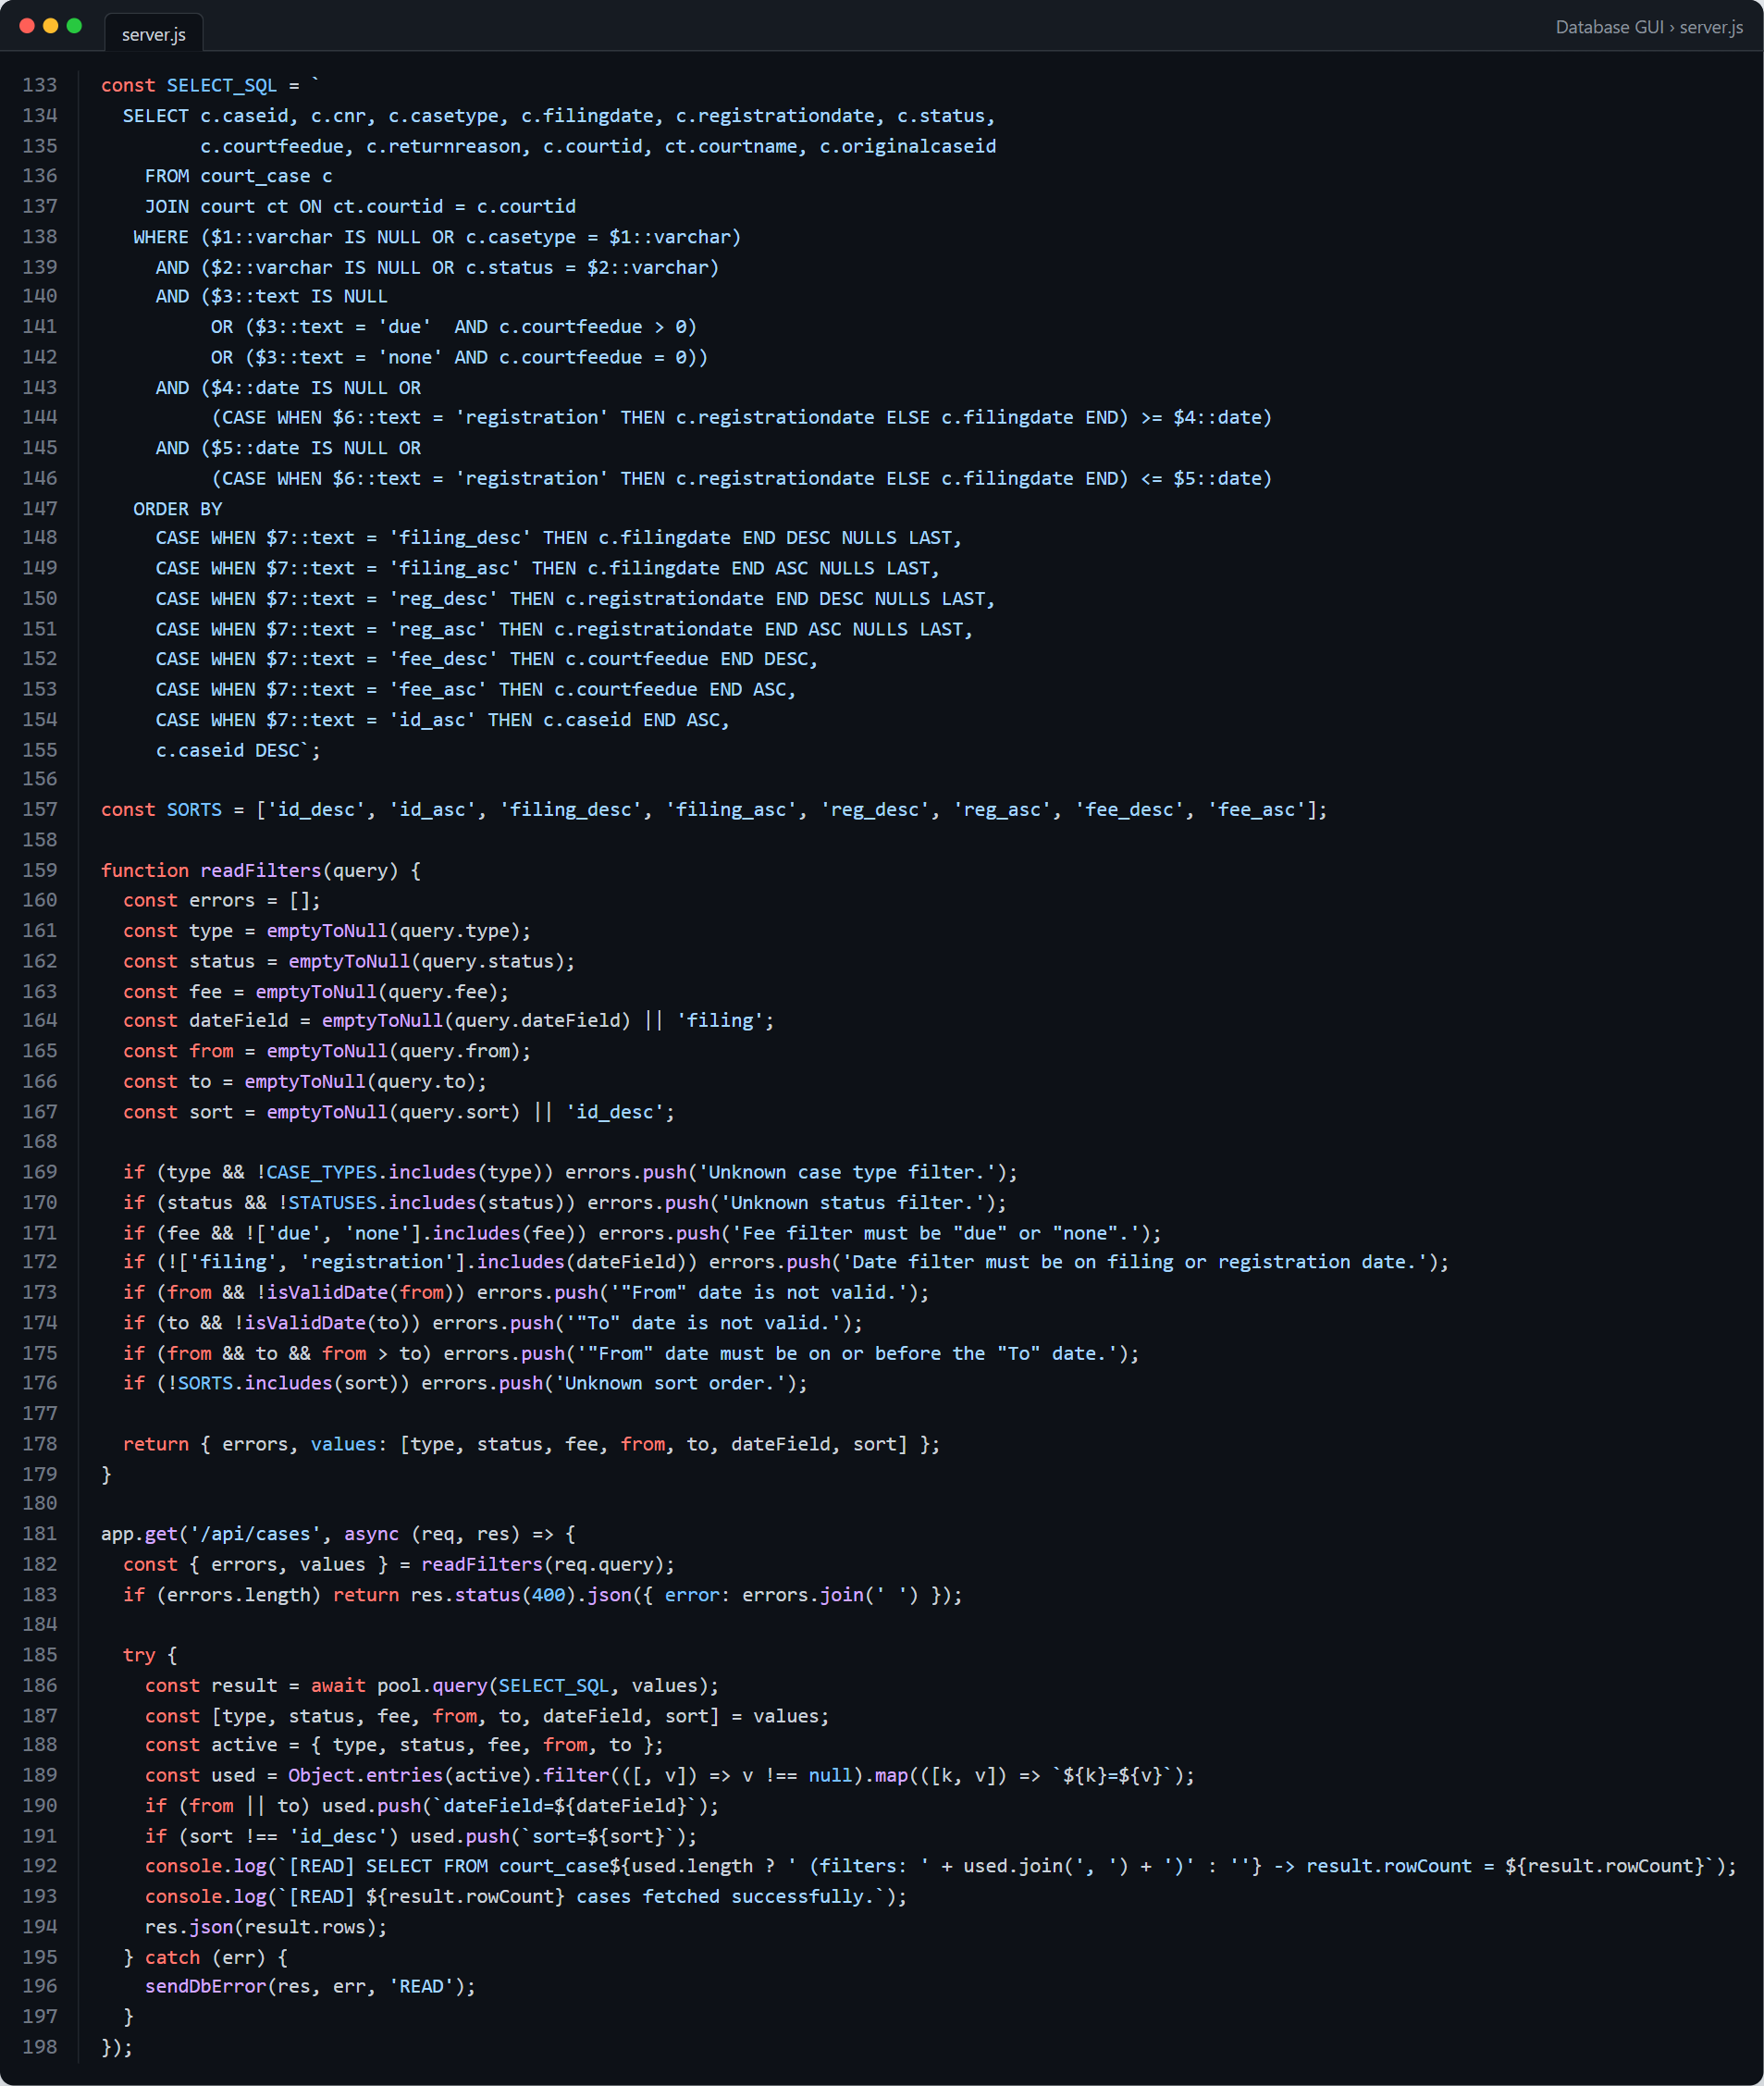 server.js
Database GUI › server.js
133 const SELECT_SQL = `
134   SELECT c.caseid, c.cnr, c.casetype, c.filingdate, c.registrationdate, c.status,
135          c.courtfeedue, c.returnreason, c.courtid, ct.courtname, c.originalcaseid
136     FROM court_case c
137     JOIN court ct ON ct.courtid = c.courtid
138    WHERE ($1::varchar IS NULL OR c.casetype = $1::varchar)
139      AND ($2::varchar IS NULL OR c.status = $2::varchar)
140      AND ($3::text IS NULL
141           OR ($3::text = 'due'  AND c.courtfeedue > 0)
142           OR ($3::text = 'none' AND c.courtfeedue = 0))
143      AND ($4::date IS NULL OR
144           (CASE WHEN $6::text = 'registration' THEN c.registrationdate ELSE c.filingdate END) >= $4::date)
145      AND ($5::date IS NULL OR
146           (CASE WHEN $6::text = 'registration' THEN c.registrationdate ELSE c.filingdate END) <= $5::date)
147    ORDER BY
148      CASE WHEN $7::text = 'filing_desc' THEN c.filingdate END DESC NULLS LAST,
149      CASE WHEN $7::text = 'filing_asc' THEN c.filingdate END ASC NULLS LAST,
150      CASE WHEN $7::text = 'reg_desc' THEN c.registrationdate END DESC NULLS LAST,
151      CASE WHEN $7::text = 'reg_asc' THEN c.registrationdate END ASC NULLS LAST,
152      CASE WHEN $7::text = 'fee_desc' THEN c.courtfeedue END DESC,
153      CASE WHEN $7::text = 'fee_asc' THEN c.courtfeedue END ASC,
154      CASE WHEN $7::text = 'id_asc' THEN c.caseid END ASC,
155      c.caseid DESC`;
156
157 const SORTS = ['id_desc', 'id_asc', 'filing_desc', 'filing_asc', 'reg_desc', 'reg_asc', 'fee_desc', 'fee_asc'];
158
159 function readFilters(query) {
160   const errors = [];
161   const type = emptyToNull(query.type);
162   const status = emptyToNull(query.status);
163   const fee = emptyToNull(query.fee);
164   const dateField = emptyToNull(query.dateField) || 'filing';
165   const from = emptyToNull(query.from);
166   const to = emptyToNull(query.to);
167   const sort = emptyToNull(query.sort) || 'id_desc';
168
169   if (type && !CASE_TYPES.includes(type)) errors.push('Unknown case type filter.');
170   if (status && !STATUSES.includes(status)) errors.push('Unknown status filter.');
171   if (fee && !['due', 'none'].includes(fee)) errors.push('Fee filter must be "due" or "none".');
172   if (!['filing', 'registration'].includes(dateField)) errors.push('Date filter must be on filing or registration date.');
173   if (from && !isValidDate(from)) errors.push('"From" date is not valid.');
174   if (to && !isValidDate(to)) errors.push('"To" date is not valid.');
175   if (from && to && from > to) errors.push('"From" date must be on or before the "To" date.');
176   if (!SORTS.includes(sort)) errors.push('Unknown sort order.');
177
178   return { errors, values: [type, status, fee, from, to, dateField, sort] };
179 }
180
181 app.get('/api/cases', async (req, res) => {
182   const { errors, values } = readFilters(req.query);
183   if (errors.length) return res.status(400).json({ error: errors.join(' ') });
184
185   try {
186     const result = await pool.query(SELECT_SQL, values);
187     const [type, status, fee, from, to, dateField, sort] = values;
188     const active = { type, status, fee, from, to };
189     const used = Object.entries(active).filter(([, v]) => v !== null).map(([k, v]) => `${k}=${v}`);
190     if (from || to) used.push(`dateField=${dateField}`);
191     if (sort !== 'id_desc') used.push(`sort=${sort}`);
192     console.log(`[READ] SELECT FROM court_case${used.length ? ' (filters: ' + used.join(', ') + ')' : ''} -> result.rowCount = ${result.rowCount}`);
193     console.log(`[READ] ${result.rowCount} cases fetched successfully.`);
194     res.json(result.rows);
195   } catch (err) {
196     sendDbError(res, err, 'READ');
197   }
198 });